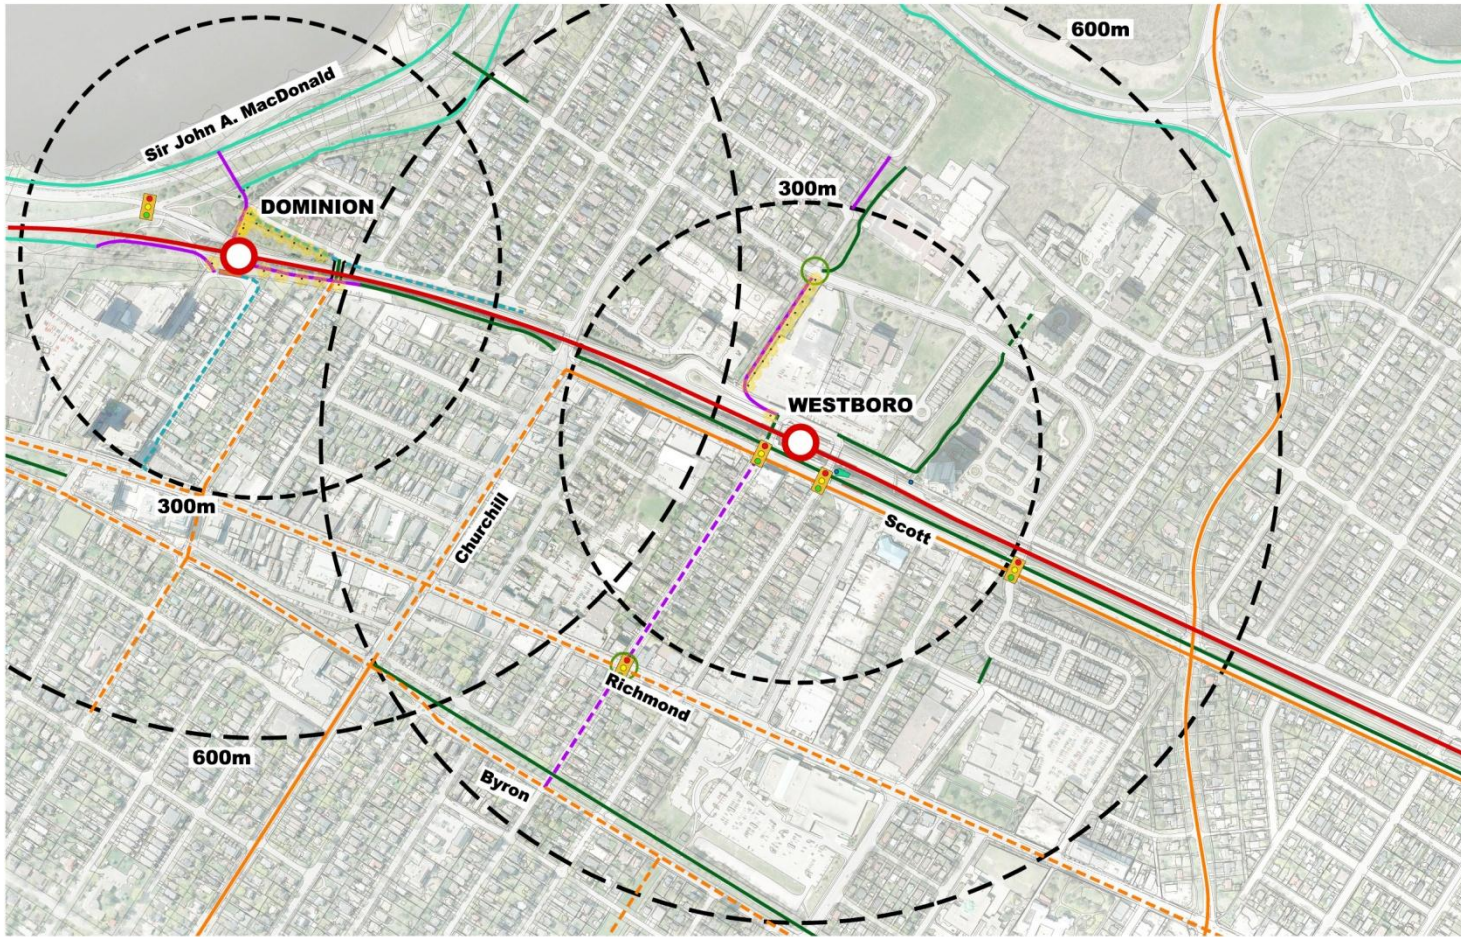 600m
Sir John A. MacDonald
300m
DOMINION
WESTBORO
300m
Churchill
Scott
Richmond
600m
Byron